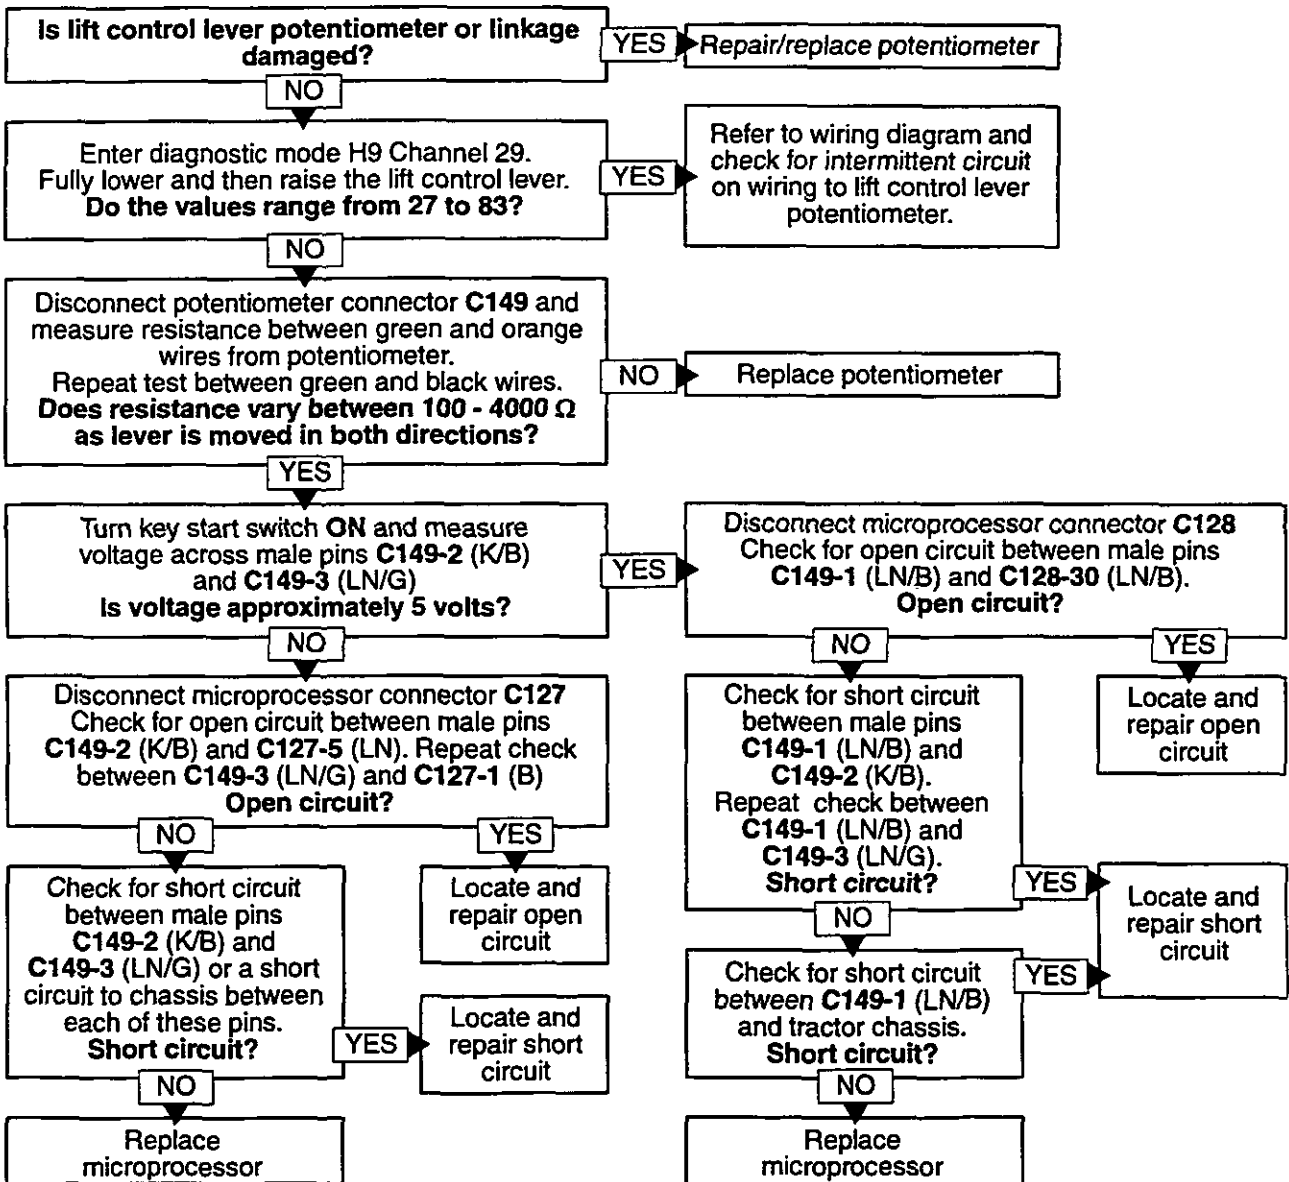 Is lift control lever potentiometer or linkage
damaged?
YES
Repair/replace potentiometer
NO
Enter diagnostic mode H9 Channel 29.
Fully lower and then raise the lift control lever.
Do the values range from 27 to 83?
YES
Refer to wiring diagram and
check for intermittent circuit
on wiring to lift control lever
potentiometer.
NO
Disconnect potentiometer connector C149 and
measure resistance between green and orange
wires from potentiometer.
Repeat test between green and black wires.
Does resistance vary between 100 - 4000 Ω
as lever is moved in both directions?
NO
Replace potentiometer
YES
Turn key start switch ON and measure
voltage across male pins C149-2 (K/B)
and C149-3 (LN/G)
Is voltage approximately 5 volts?
YES
Disconnect microprocessor connector C128
Check for open circuit between male pins
C149-1 (LN/B) and C128-30 (LN/B).
Open circuit?
NO
Disconnect microprocessor connector C127
Check for open circuit between male pins
C149-2 (K/B) and C127-5 (LN). Repeat check
between C149-3 (LN/G) and C127-1 (B)
Open circuit?
NO
YES
Check for short circuit
between male pins
C149-1 (LN/B) and
C149-2 (K/B).
Repeat check between
C149-1 (LN/B) and
C149-3 (LN/G).
Short circuit?
Locate and
repair open
circuit
NO
YES
Check for short circuit
between male pins
C149-2 (K/B) and
C149-3 (LN/G) or a short
circuit to chassis between
each of these pins.
Short circuit?
Locate and
repair open
circuit
YES
Locate and
repair short
circuit
NO
Check for short circuit
between C149-1 (LN/B)
and tractor chassis.
Short circuit?
YES
Locate and
repair short
circuit
YES
NO
Replace
microprocessor
NO
Replace
microprocessor